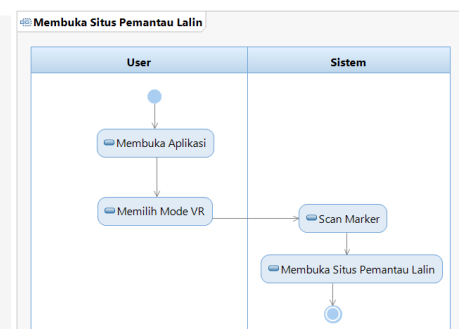 Membuka Situs Pemantau Lalin
User
Sistem
Membuka Aplikasi
Memilih Mode VR
Scan Marker
Membuka Situs Pemantau Lalin